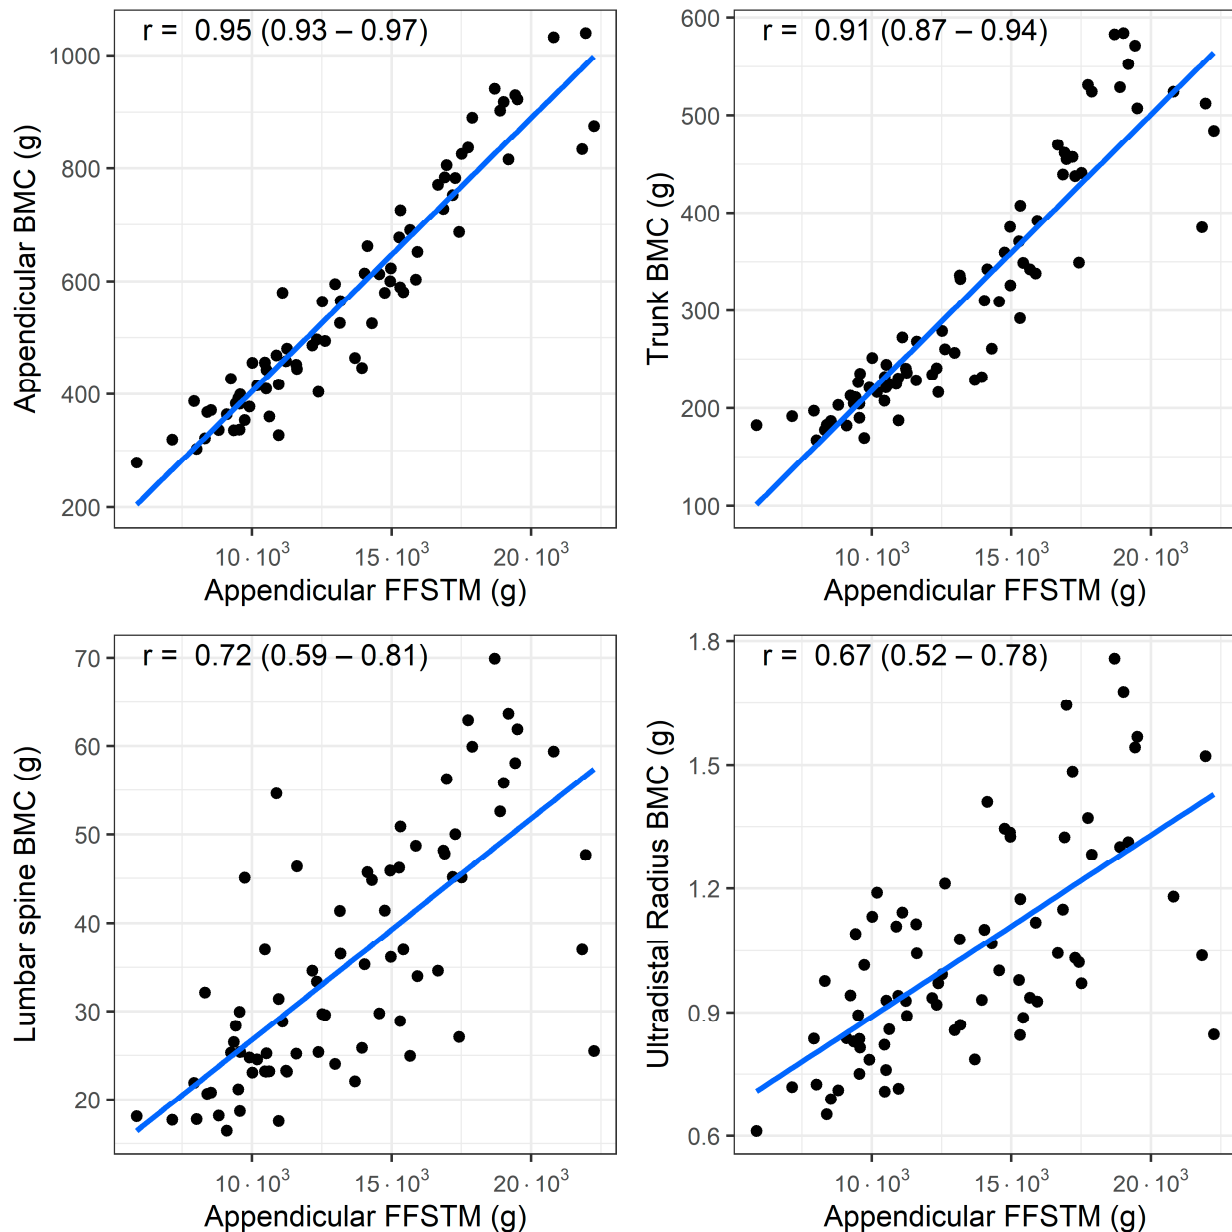 r = 0.95 (0.93 – 0.97)
Appendicular BMC (g)
1000
800
600
400
200
10·10³ 15·10³ 20·10³
Appendicular FFSTM (g)
r = 0.91 (0.87 – 0.94)
Trunk BMC (g)
600
500
400
300
200
100
10·10³ 15·10³ 20·10³
Appendicular FFSTM (g)
r = 0.72 (0.59 – 0.81)
Lumbar spine BMC (g)
70
60
50
40
30
20
10·10³ 15·10³ 20·10³
Appendicular FFSTM (g)
r = 0.67 (0.52 – 0.78)
Ultradistal Radius BMC (g)
1.8
1.5
1.2
0.9
0.6
10·10³ 15·10³ 20·10³
Appendicular FFSTM (g)